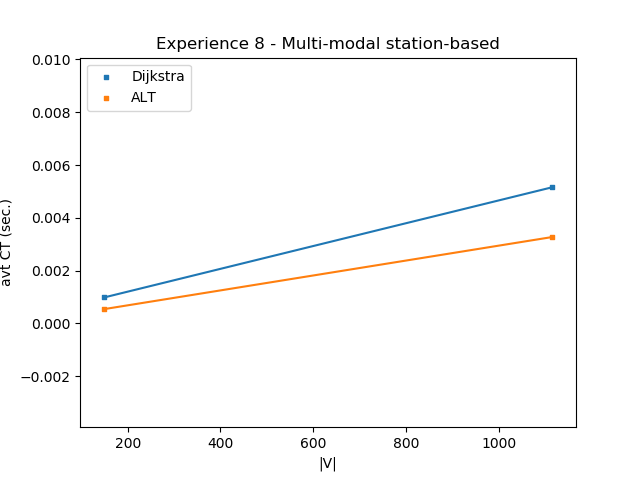 Experience 8 - Multi-modal station-based
Dijkstra
ALT
avt CT (sec.)
0.010
0.008
0.006
0.004
0.002
0.000
−0.002
200 400 600 800 1000
|V|